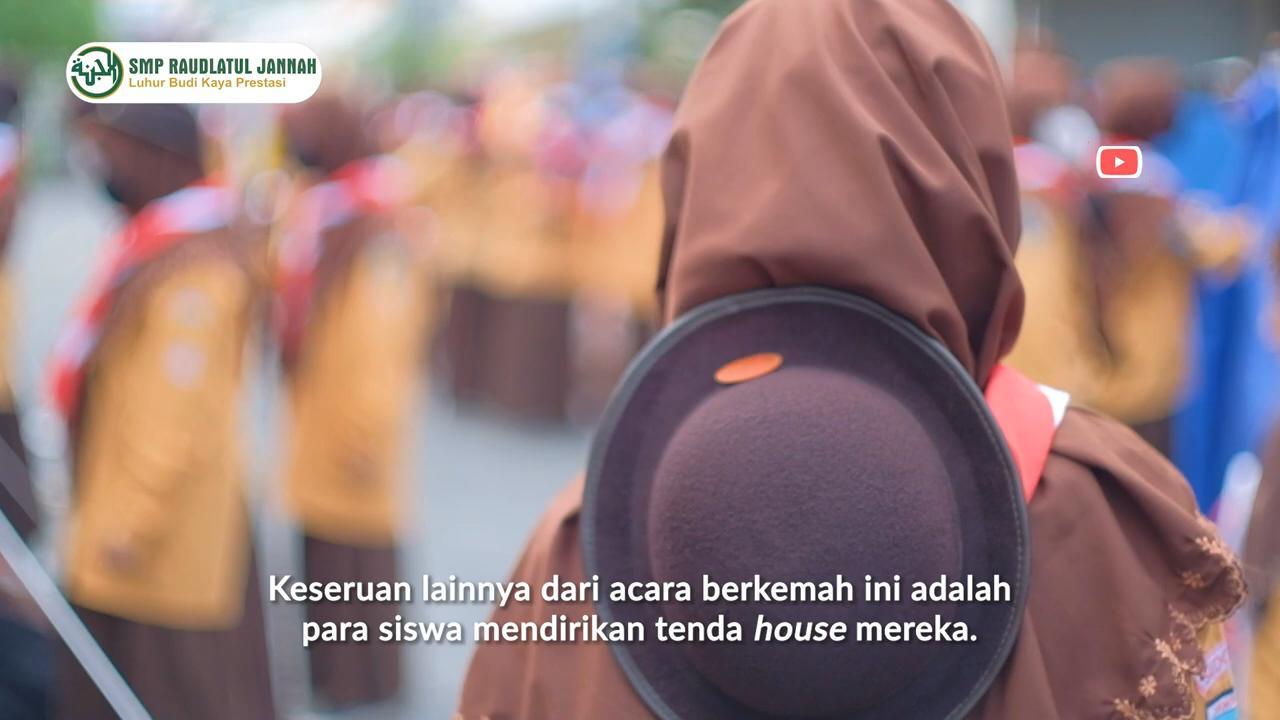 SMP RAUDLATUL JANNAH
Luhur Budi Kaya Prestasi
Keseruan lainnya dari acara berkemah ini adalah
para siswa mendirikan tenda house mereka.